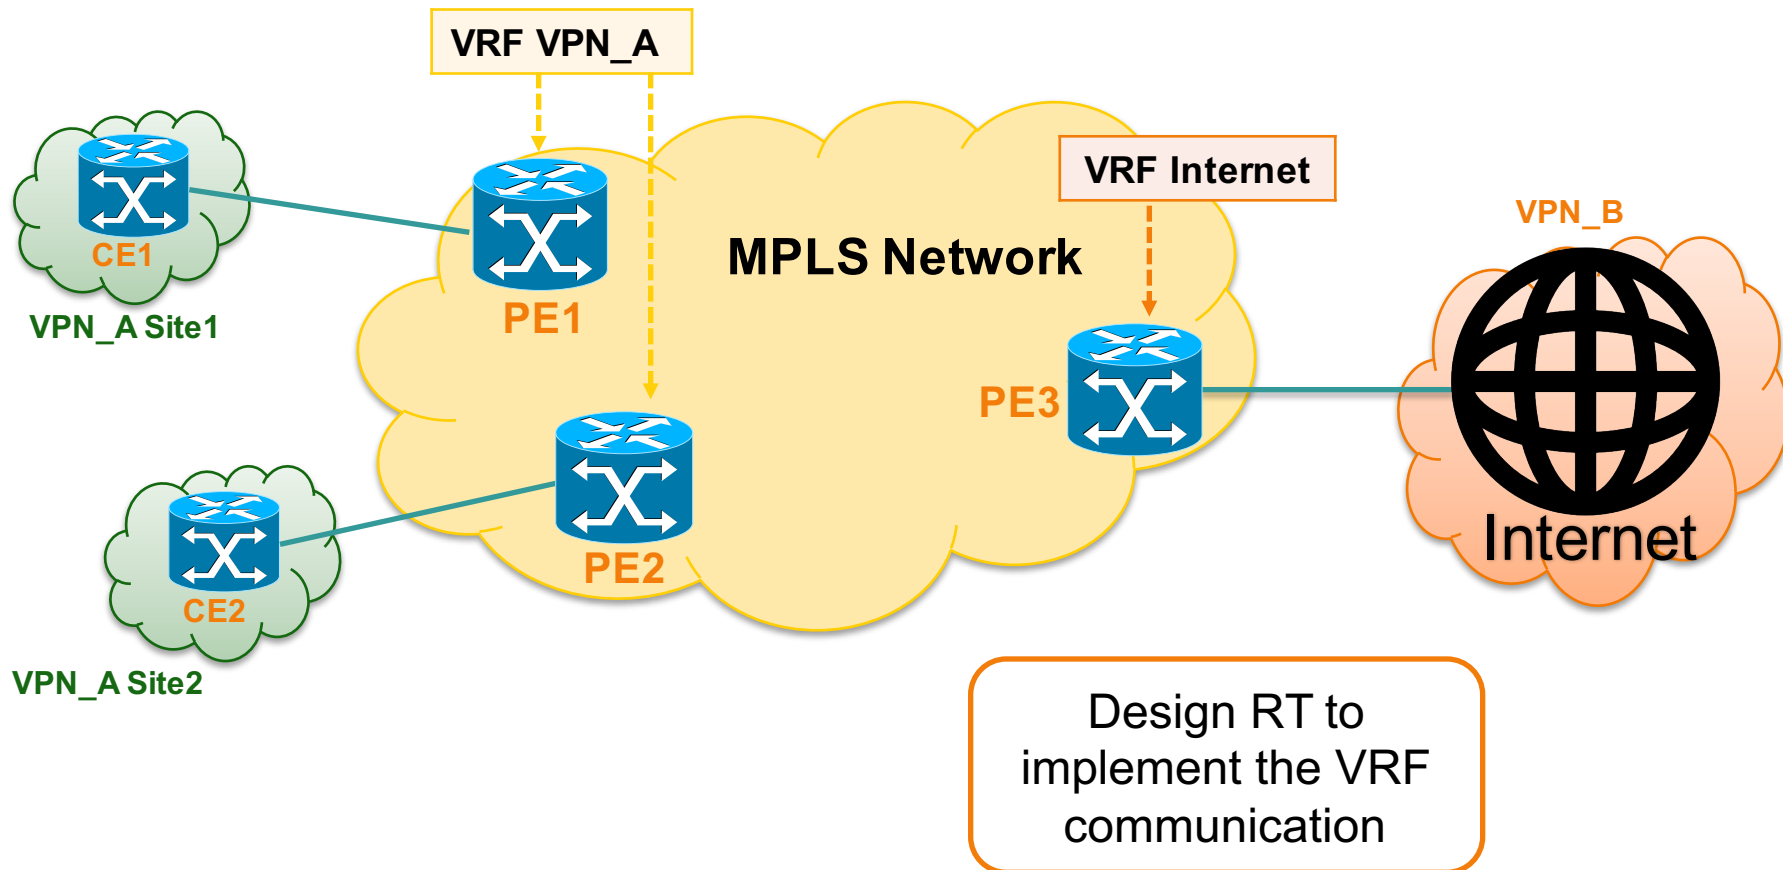 VRF VPN_A
VRF Internet
MPLS Network
VPN_B
CE1
PE1
VPN_A Site1
PE3
Internet
PE2
CE2
VPN_A Site2
Design RT to
implement the VRF
communication